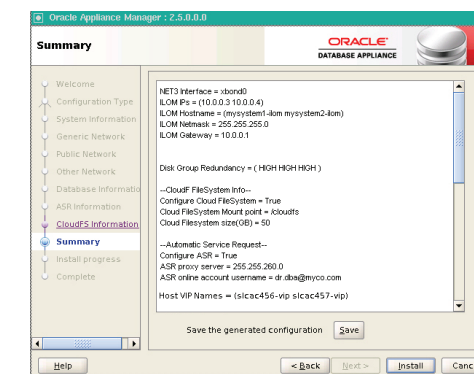 Oracle Appliance Manager : 2.5.0.0.0
Summary
ORACLE
DATABASE APPLIANCE
Welcome
Configuration Type
System Information
Generic Network
Public Network
Other Network
Database Informatio
ASR Information
CloudFS Information
Summary
Install progress
Complete
NET3 Interface = xbond0
ILOM IPs = (10.0.0.3 10.0.0.4)
ILOM Hostname = (mysystem1-ilom mysystem2-ilom)
ILOM Netmask = 255.255.255.0
ILOM Gateway = 10.0.0.1
Disk Group Redundancy = ( HIGH HIGH HIGH )
--CloudF FileSystem Info--
Configure Cloud FileSystem = True
Cloud FileSystem Mount point = /cloudfs
Cloud Filesystem size(GB) = 50
--Automatic Service Request--
Configure ASR = True
ASR proxy server = 255.255.260.0
ASR online account username = dr.dba@myco.com
Host VIP Names = (slcac456-vip slcac457-vip)
Save the generated configuration Save
Help < Back Next > Install Canc